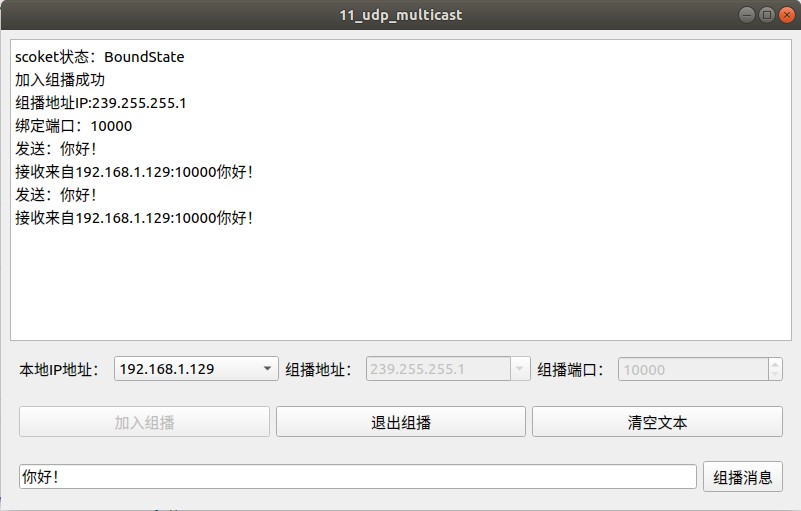 11_udp_multicast
scoket状态：BoundState
加入组播成功
组播地址IP:239.255.255.1
绑定端口：10000
发送：你好！
接收来自192.168.1.129:10000你好！
发送：你好！
接收来自192.168.1.129:10000你好！
本地IP地址： 192.168.1.129 组播地址： 239.255.255.1 组播端口： 10000
加入组播 退出组播 清空文本
你好！ 组播消息